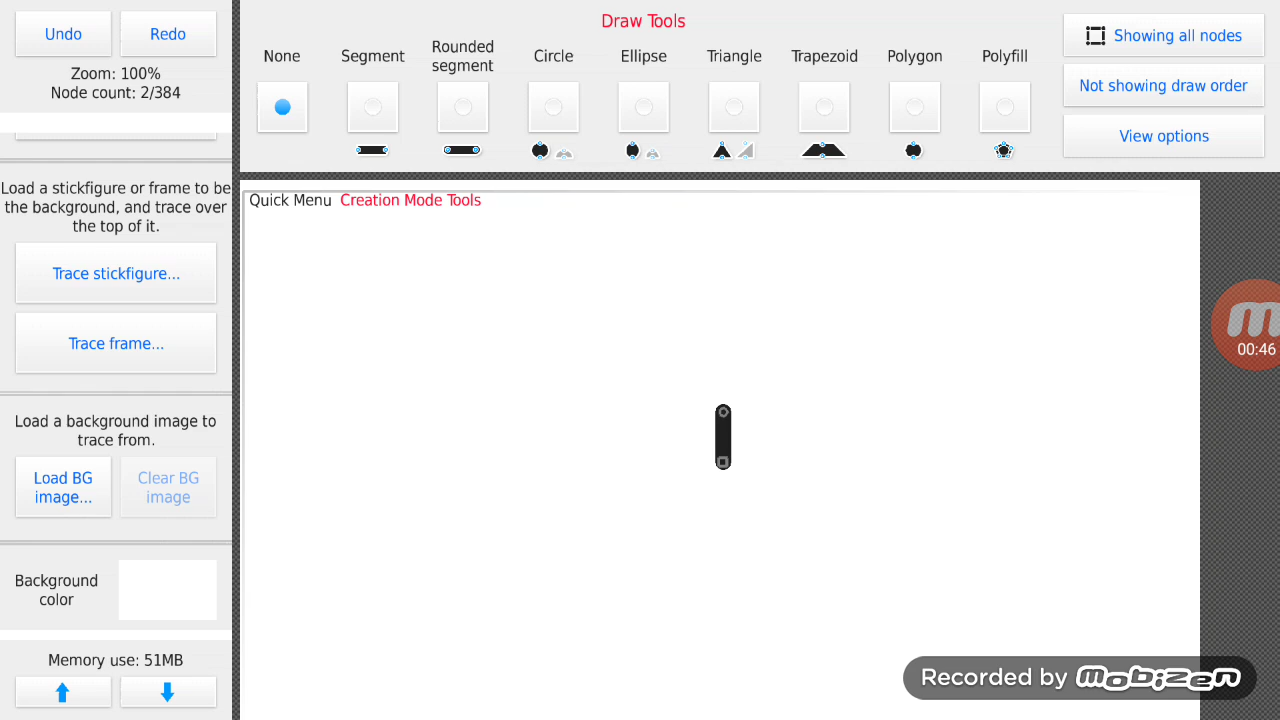 Undo
Redo
Zoom: 100%
Node count: 2/384
Load a stickfigure or frame to be
the background, and trace over
the top of it.
Trace stickfigure...
Trace frame...
Load a background image to
trace from.
Load BG
image...
Clear BG
image
Background
color
Memory use: 51MB
Draw Tools
None
Segment
Rounded
segment
Circle
Ellipse
Triangle
Trapezoid
Polygon
Polyfill
Showing all nodes
Not showing draw order
View options
Quick Menu Creation Mode Tools
m
00:46
Recorded by mobizen